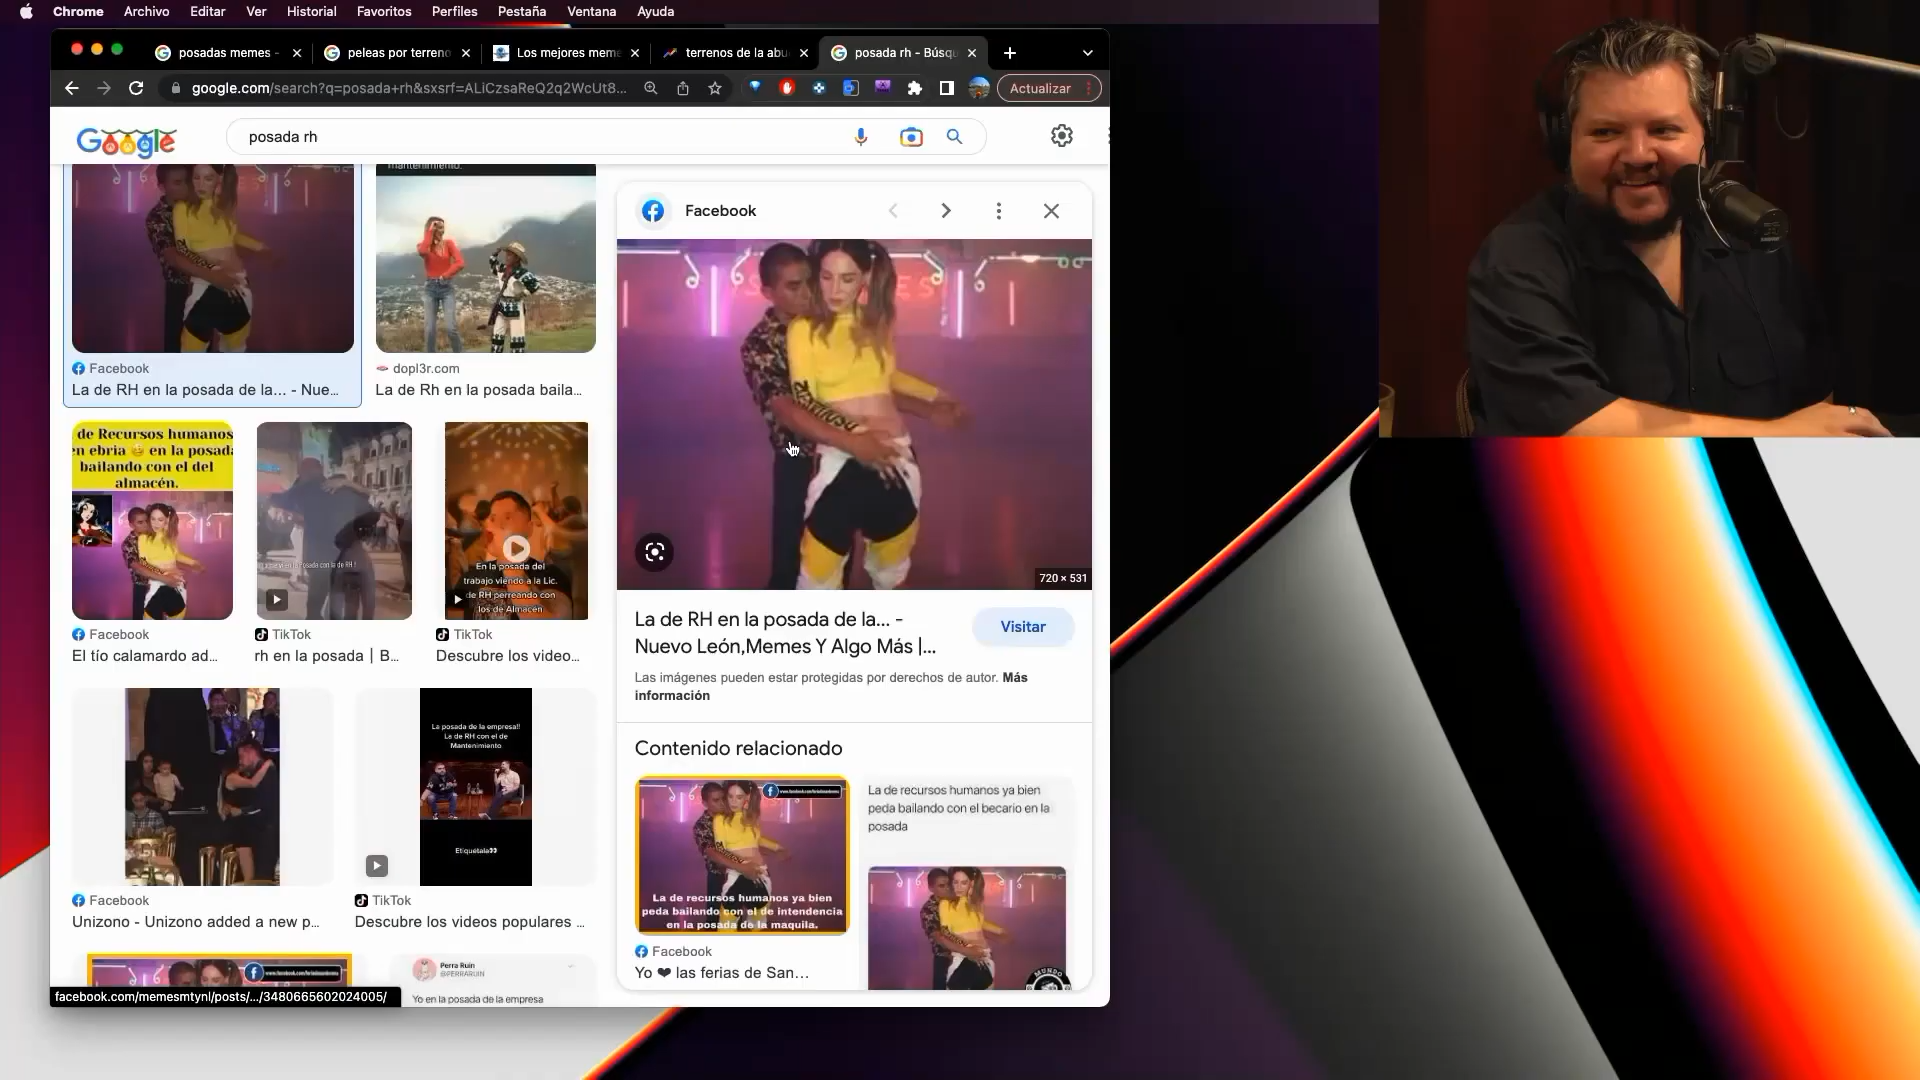 Chrome Archivo Editar Ver Historial Favoritos Perfiles Pestaña Ventana Ayuda
posadas memes -
peleas por terreno
Los mejores meme
terrenos de la abu
posada rh - Búsqu
google.com/search?q=posada+rh&sxsrf=ALiCzsaReQ2q2WcUt8...
Actualizar
Google
posada rh
mantenimiento.
Facebook
La de RH en la posada de la... - Nue...
dopl3r.com
La de Rh en la posada baila...
de Recursos humanos
en ebria
en la posada
bailando con el del
almacén.
Facebook
El tío calamardo ad...
TikTok
rh en la posada | B...
En la posada del
trabajo viendo a la Lic.
de RH perreando con
los de Almacén
TikTok
Descubre los video...
Facebook
Unizono - Unizono added a new p...
La posada de la empresa!!
La de RH con el de
Mantenimiento
Etiquetala
TikTok
Descubre los videos populares ...
Perra Ruin
@PERRARUIN
Yo en la posada de la empresa
facebook.com/memesmtynl/posts/.../3480665602024005/
Facebook
720 × 531
La de RH en la posada de la... -
Nuevo León,Memes Y Algo Más |...
Visitar
Las imágenes pueden estar protegidas por derechos de autor. Más
información
Contenido relacionado
La de recursos humanos ya bien
peda bailando con el de intendencia
en la posada de la maquila.
Facebook
Yo ❤ las ferias de San...
La de recursos humanos ya bien
peda bailando con el becario en la
posada
MUNDO